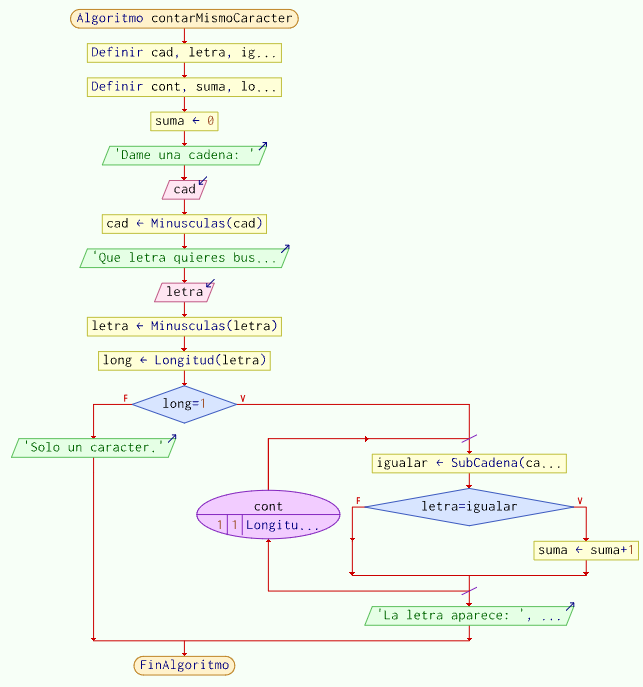 Algoritmo contarMismoCaracter
Definir cad, letra, ig...
Definir cont, suma, lo...
suma ← 0
'Dame una cadena: '
cad
cad ← Minusculas(cad)
'Que letra quieres bus...
letra
letra ← Minusculas(letra)
long ← Longitud(letra)
F
V
long=1
'Solo un caracter.'
igualar ← SubCadena(ca...
cont
1 1 Longitu...
F
V
letra=igualar
suma ← suma+1
'La letra aparece: ', ...
FinAlgoritmo